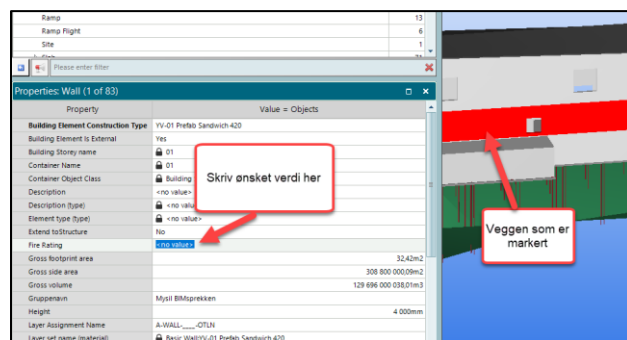 Ramp 13
Ramp Flight 6
Site 1
Please enter filter
Properties: Wall (1 of 83)
Property Value = Objects
Building Element Construction Type YV-01 Prefab Sandwich 420
Building Element Is External Yes
Building Storey name 01
Container Name 01
Container Object Class Building
Description <no value>
Description (type) <no value>
Element type (type) <no value>
Extend toStructure No
Fire Rating <no value>
Gross footprint area 32,42m2
Gross side area 308 800 000,09m2
Gross volume 129 696 000 038,01m3
Gruppenavn Mysil BIMsprekken
Height 4 000mm
Layer Assignment Name A-WALL-____-OTLN
Layer set name (material) Basic Wall:YV-01 Prefab Sandwich 420
Skriv ønsket verdi her
Veggen som er
markert